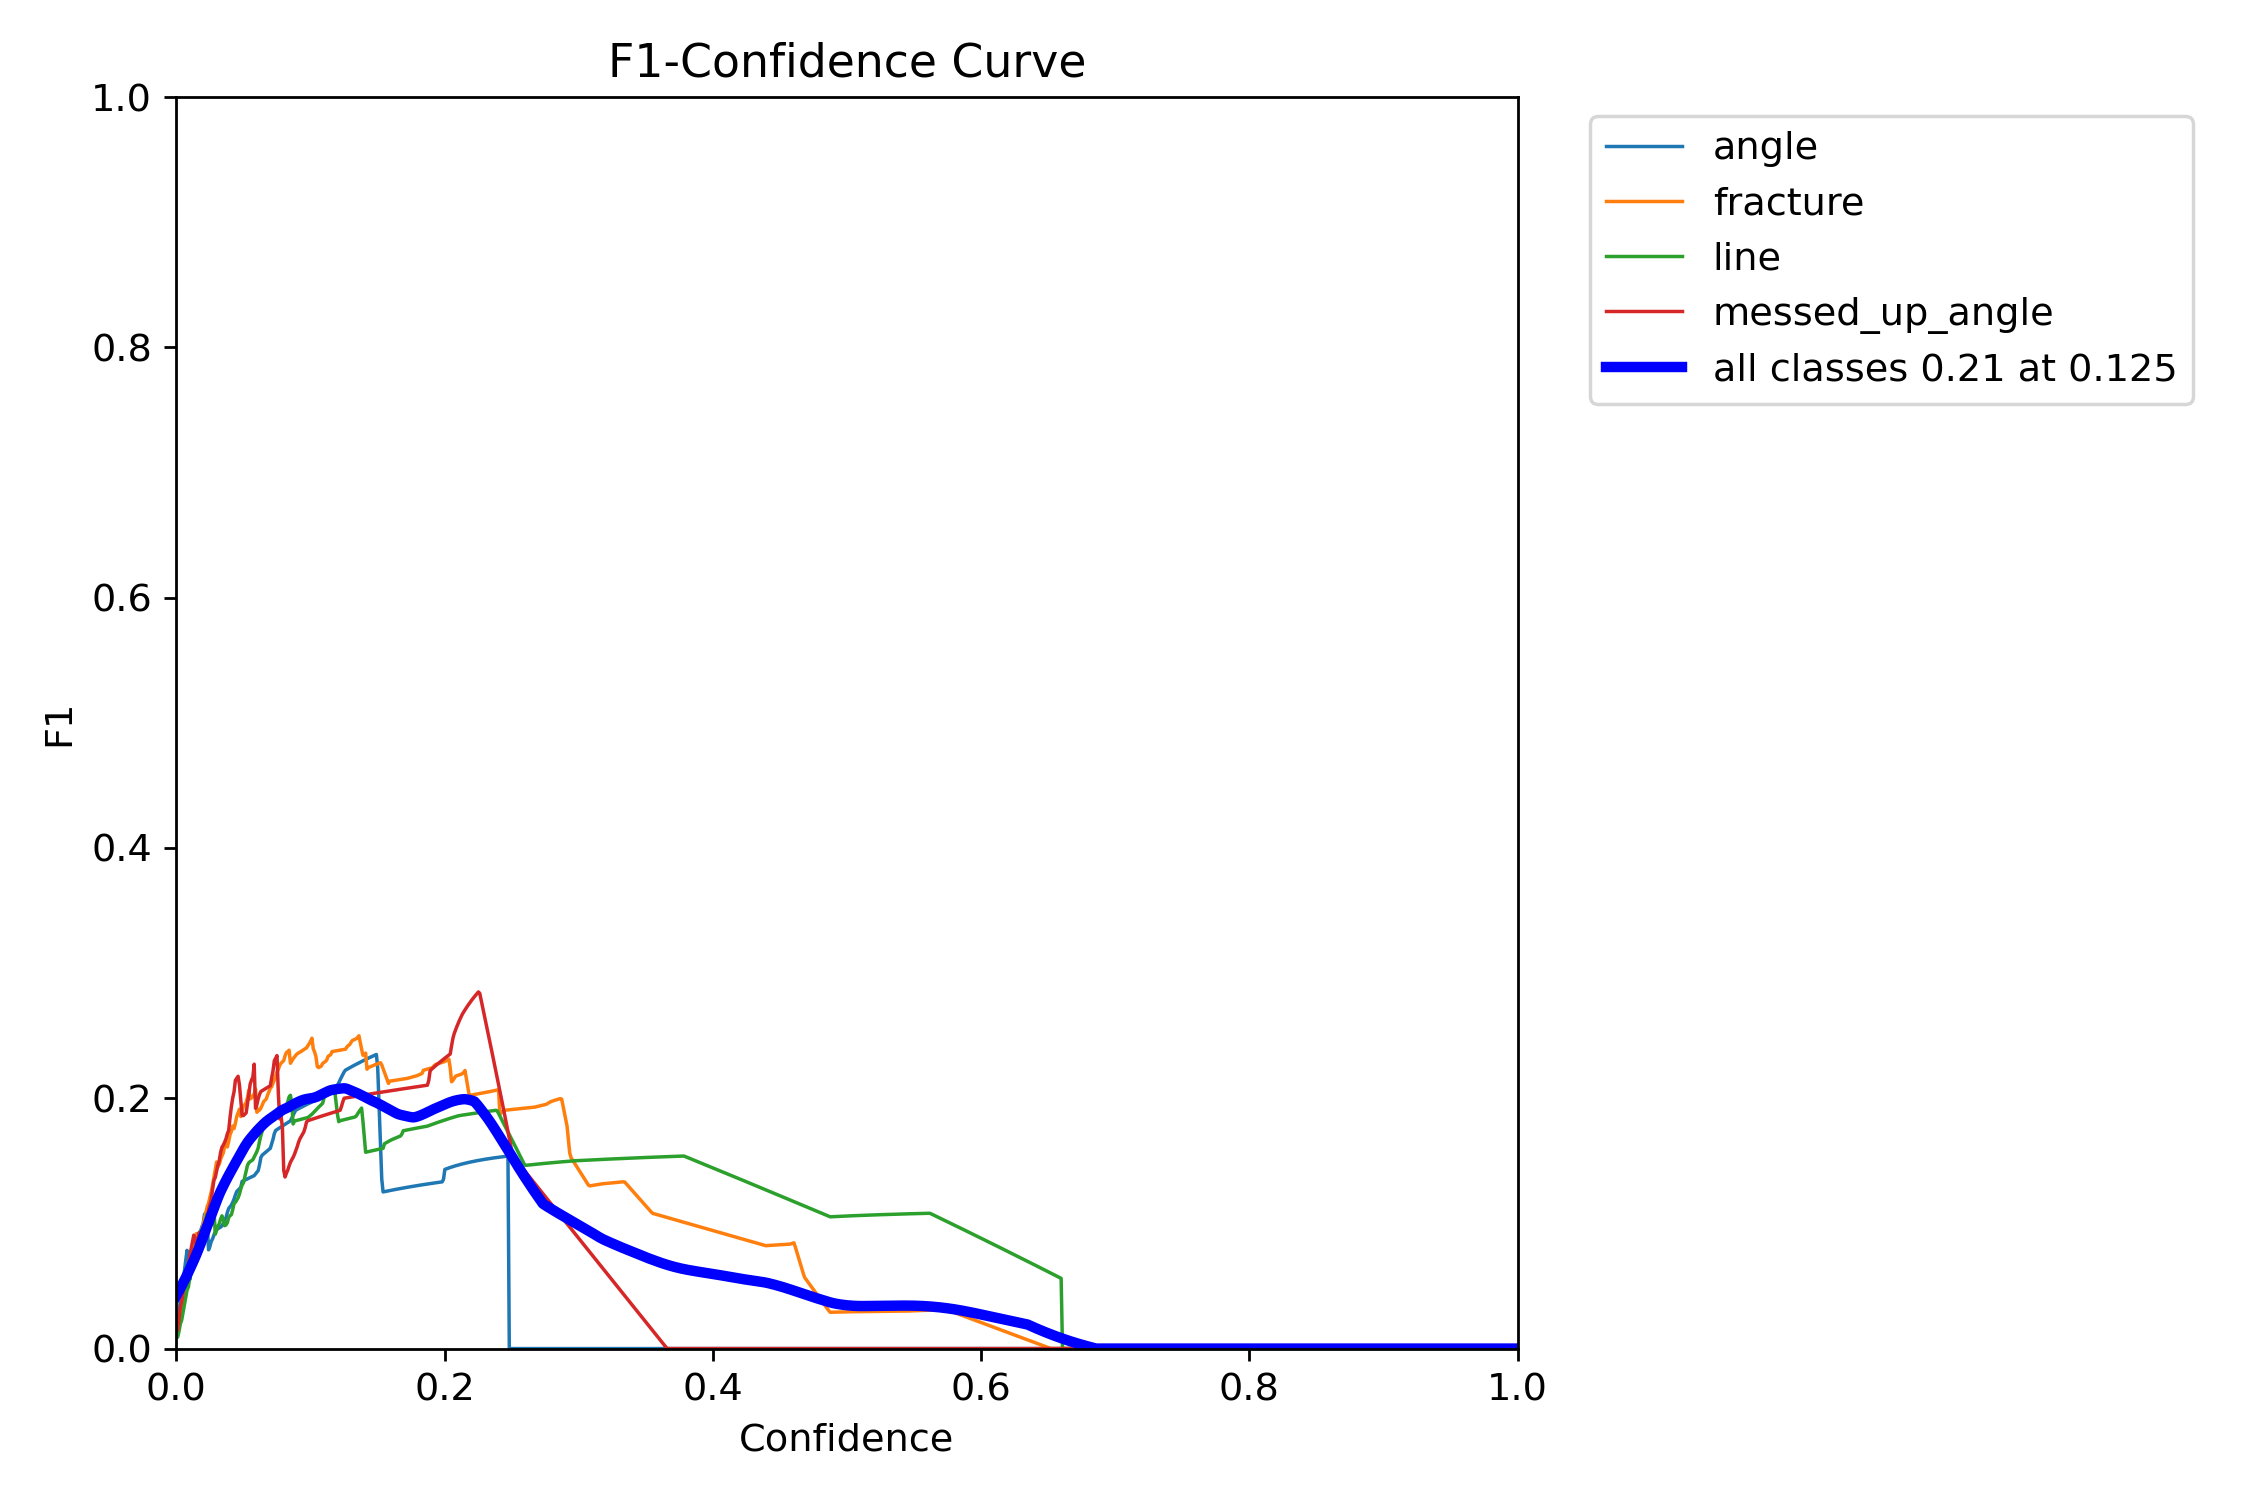 F1-Confidence Curve
1.0
0.8
0.6
0.4
0.2
0.0
F1
0.0 0.2 0.4 0.6 0.8 1.0
Confidence
angle
fracture
line
messed_up_angle
all classes 0.21 at 0.125